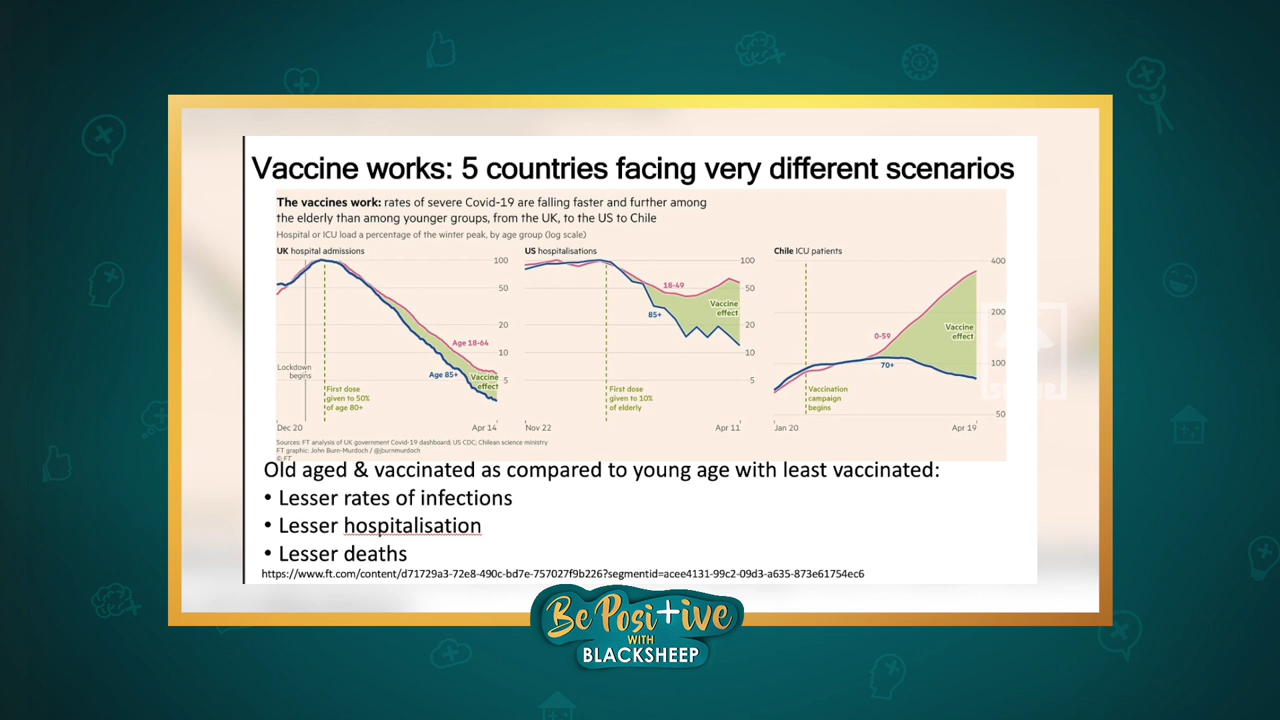 Vaccine works: 5 countries facing very different scenarios
The vaccines work: rates of severe Covid-19 are falling faster and further among
the elderly than among younger groups, from the UK, to the US to Chile
Hospital or ICU load a percentage of the winter peak, by age group (log scale)
UK hospital admissions
100
50
20
10
5
Age 18-64
Age 85+
Vaccine
effect
Lockdown
begins
First dose
given to 50%
of age 80+
Dec 20
Apr 14
US hospitalisations
100
50
20
10
5
18-49
85+
Vaccine
effect
First dose
given to 10%
of elderly
Nov 22
Apr 11
Chile ICU patients
400
200
100
50
0-59
70+
Vaccine
effect
Vaccination
campaign
begins
Jan 20
Apr 19
Sources: FT analysis of UK government Covid-19 dashboard; US CDC; Chilean science ministry
FT graphic: John Burn-Murdoch / @jburnmurdoch
© FT
Old aged & vaccinated as compared to young age with least vaccinated:
• Lesser rates of infections
• Lesser hospitalisation
• Lesser deaths
https://www.ft.com/content/d71729a3-72e8-490c-bd7e-757027f9b226?segmentid=acee4131-99c2-09d3-a635-873e61754ec6
Be Posi+ive
WITH
BLACKSHEEP